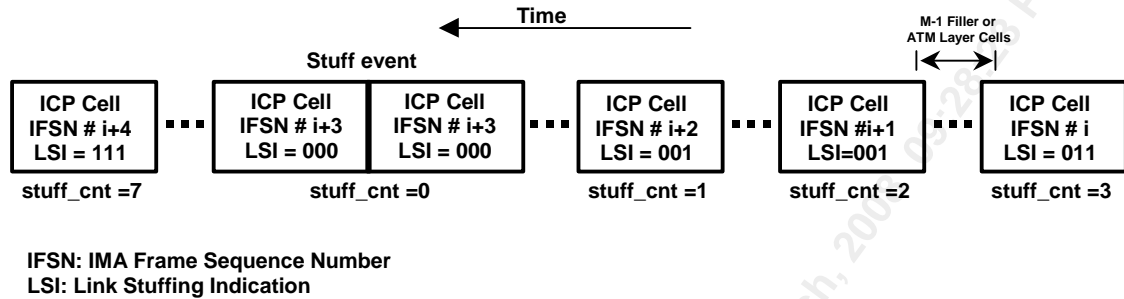 Time
M-1 Filler or
ATM Layer Cells
Stuff event
ICP Cell
IFSN # i+4
LSI = 111
ICP Cell
IFSN # i+3
LSI = 000
ICP Cell
IFSN # i+3
LSI = 000
ICP Cell
IFSN # i+2
LSI = 001
ICP Cell
IFSN #i+1
LSI=001
ICP Cell
IFSN # i
LSI = 011
stuff_cnt =7
stuff_cnt =0
stuff_cnt =1
stuff_cnt =2
stuff_cnt =3
IFSN: IMA Frame Sequence Number
LSI: Link Stuffing Indication